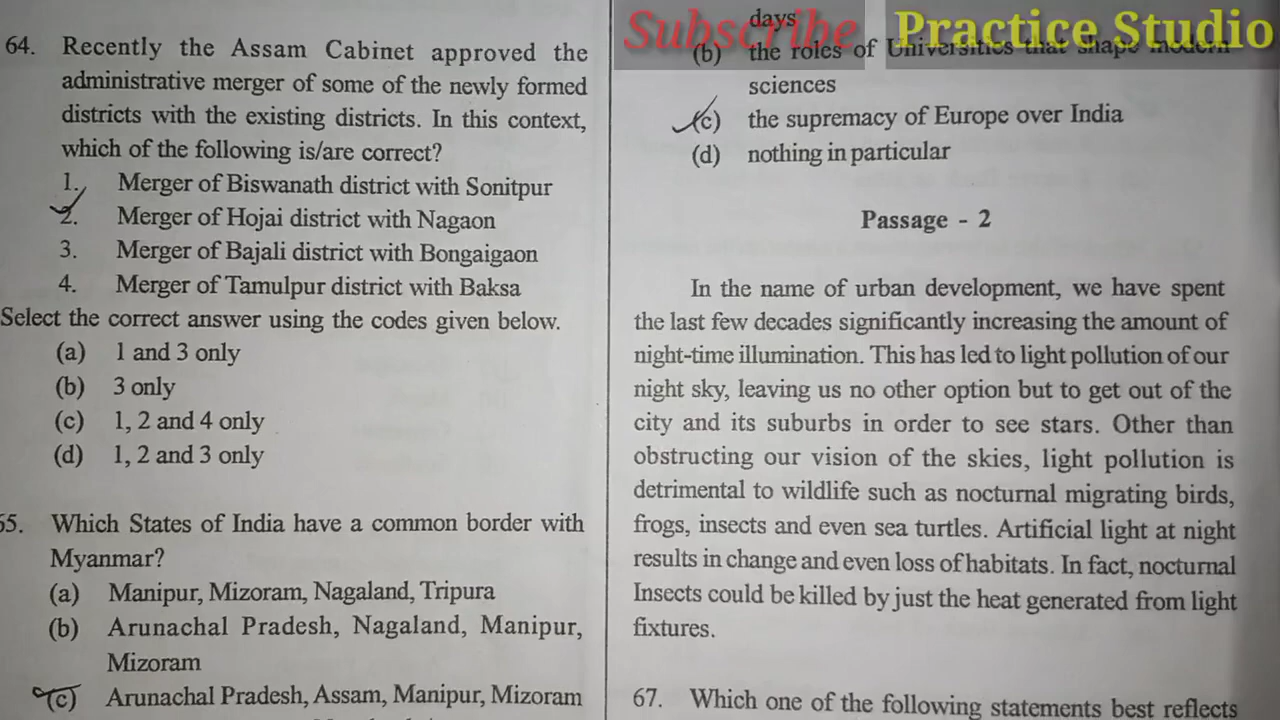 64. Recently the Assam Cabinet approved the
administrative merger of some of the newly formed
districts with the existing districts. In this context,
which of the following is/are correct?
1. Merger of Biswanath district with Sonitpur
2. Merger of Hojai district with Nagaon
3. Merger of Bajali district with Bongaigaon
4. Merger of Tamulpur district with Baksa
Select the correct answer using the codes given below.
(a) 1 and 3 only
(b) 3 only
(c) 1, 2 and 4 only
(d) 1, 2 and 3 only
65. Which States of India have a common border with
Myanmar?
(a) Manipur, Mizoram, Nagaland, Tripura
(b) Arunachal Pradesh, Nagaland, Manipur,
Mizoram
(c) Arunachal Pradesh, Assam, Manipur, Mizoram
Subscribe Practice Studio
days
(b) the roles of Universities that shape modern
sciences
(c) the supremacy of Europe over India
(d) nothing in particular
Passage - 2
In the name of urban development, we have spent
the last few decades significantly increasing the amount of
night-time illumination. This has led to light pollution of our
night sky, leaving us no other option but to get out of the
city and its suburbs in order to see stars. Other than
obstructing our vision of the skies, light pollution is
detrimental to wildlife such as nocturnal migrating birds,
frogs, insects and even sea turtles. Artificial light at night
results in change and even loss of habitats. In fact, nocturnal
Insects could be killed by just the heat generated from light
fixtures.
67. Which one of the following statements best reflects